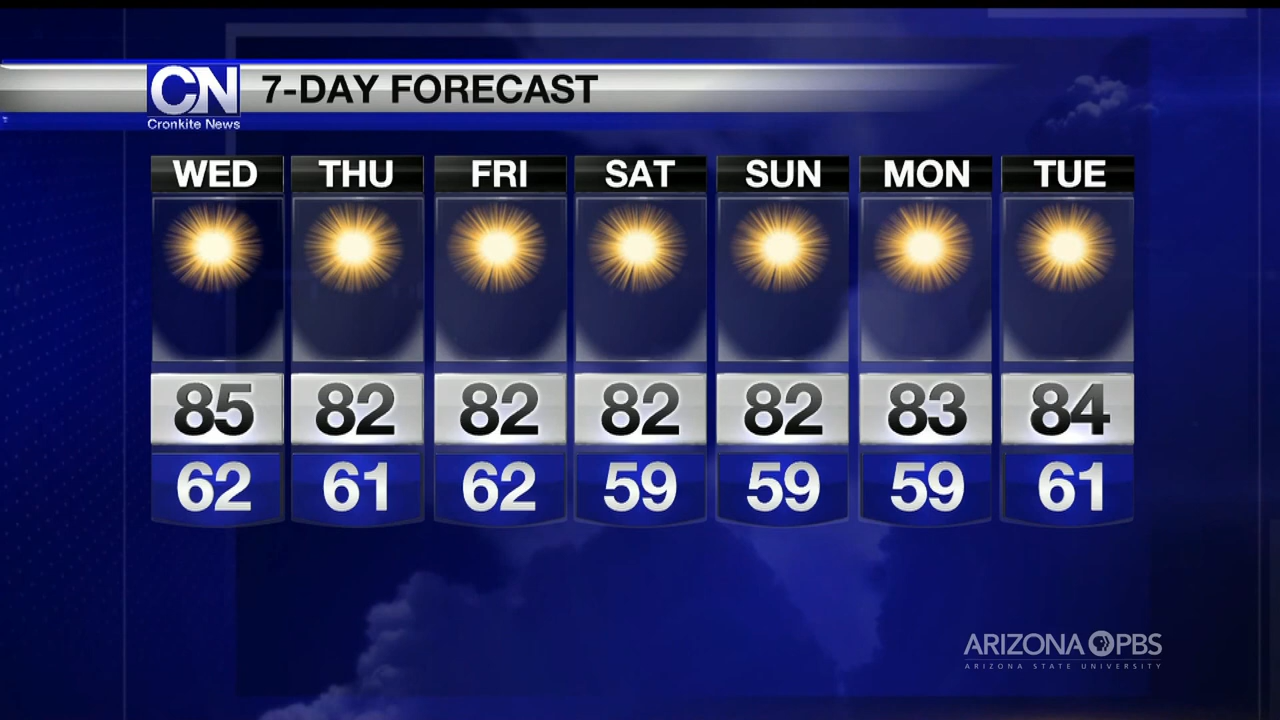 CN 7-DAY FORECAST
Cronkite News
WED THU FRI SAT SUN MON TUE
85 82 82 82 82 83 84
62 61 62 59 59 59 61
ARIZONA PBS
ARIZONA STATE UNIVERSITY